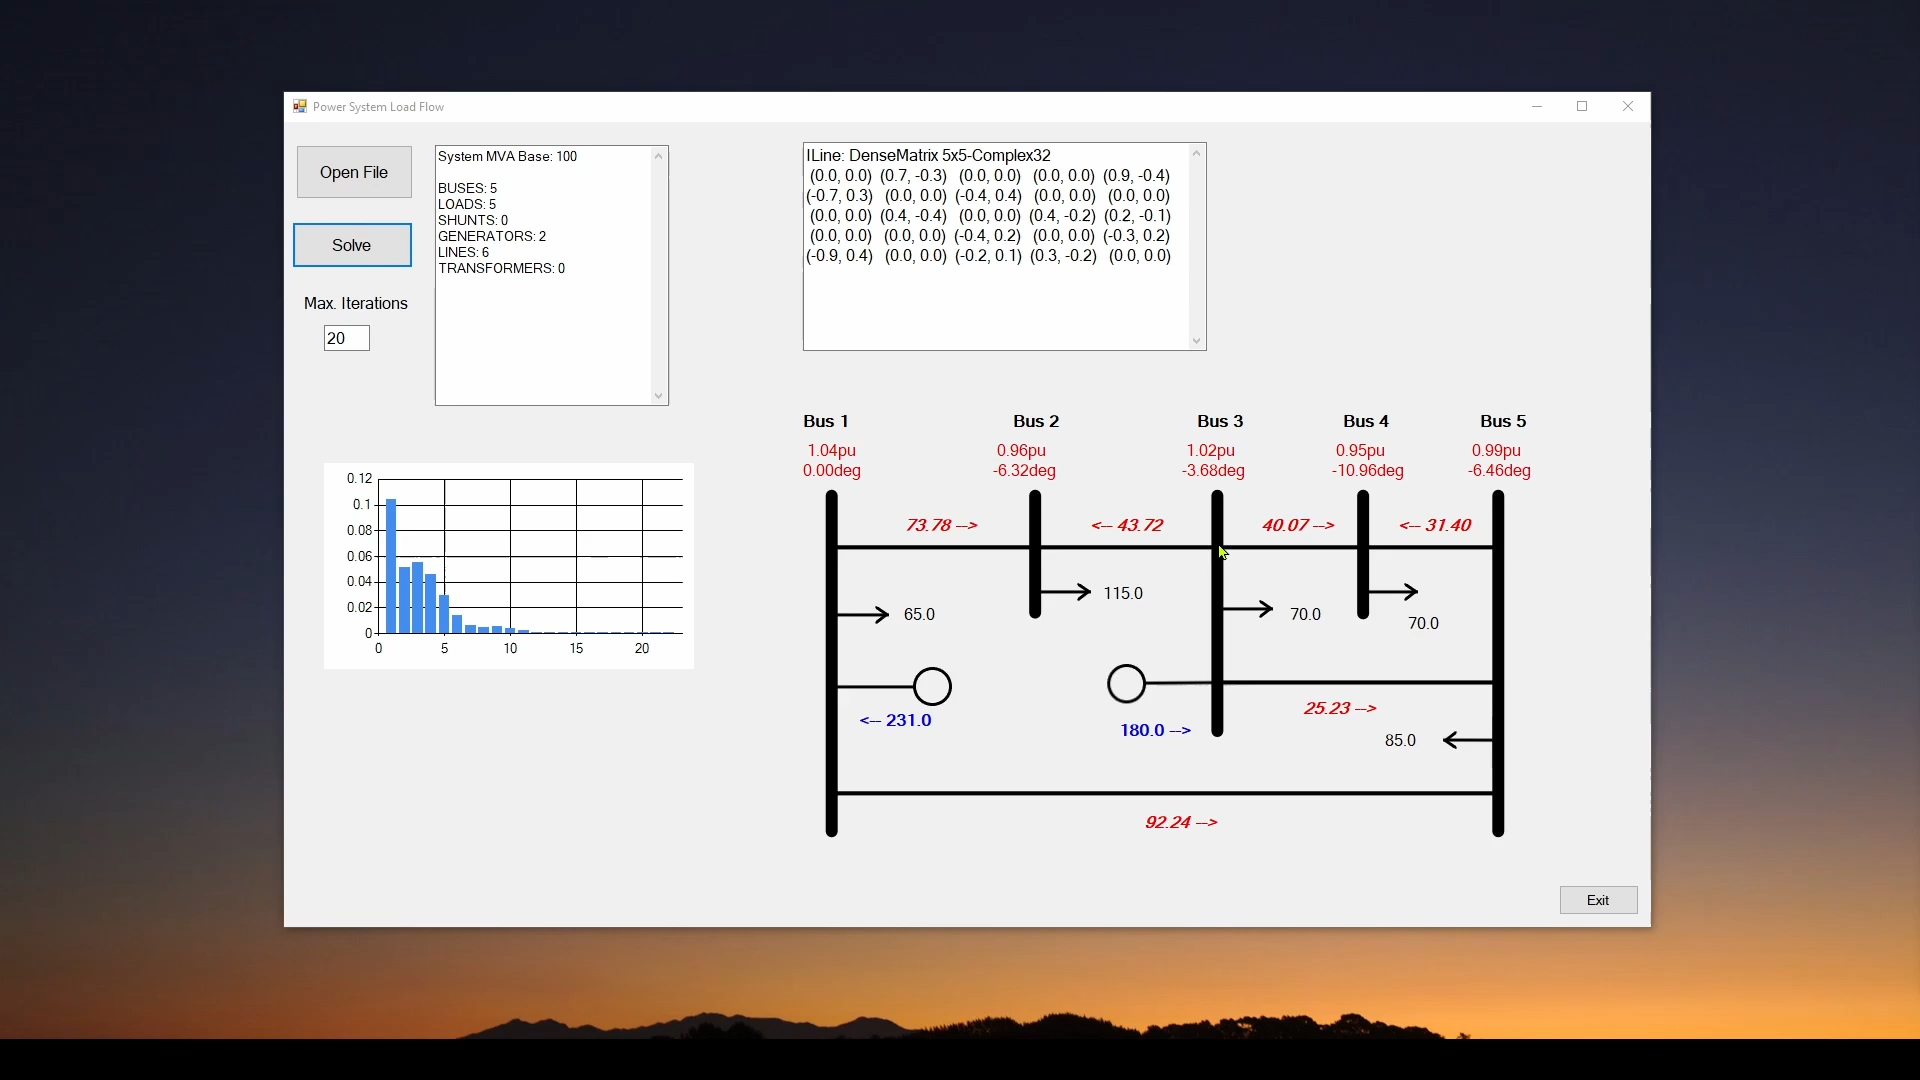 Power System Load Flow
Open File
Solve
Max. Iterations
20
System MVA Base: 100
BUSES: 5
LOADS: 5
SHUNTS: 0
GENERATORS: 2
LINES: 6
TRANSFORMERS: 0
ILine: DenseMatrix 5x5-Complex32
(0.0, 0.0) (0.7, -0.3) (0.0, 0.0) (0.0, 0.0) (0.9, -0.4)
(-0.7, 0.3) (0.0, 0.0) (-0.4, 0.4) (0.0, 0.0) (0.0, 0.0)
(0.0, 0.0) (0.4, -0.4) (0.0, 0.0) (0.4, -0.2) (0.2, -0.1)
(0.0, 0.0) (0.0, 0.0) (-0.4, 0.2) (0.0, 0.0) (-0.3, 0.2)
(-0.9, 0.4) (0.0, 0.0) (-0.2, 0.1) (0.3, -0.2) (0.0, 0.0)
0.12
0.1
0.08
0.06
0.04
0.02
0
0 5 10 15 20
Bus 1 Bus 2 Bus 3 Bus 4 Bus 5
1.04pu 0.96pu 1.02pu 0.95pu 0.99pu
0.00deg -6.32deg -3.68deg -10.96deg -6.46deg
73.78 --> <-- 43.72 40.07 --> <-- 31.40
115.0
65.0 70.0
70.0
25.23 -->
<-- 231.0
180.0 -->
85.0
92.24 -->
Exit